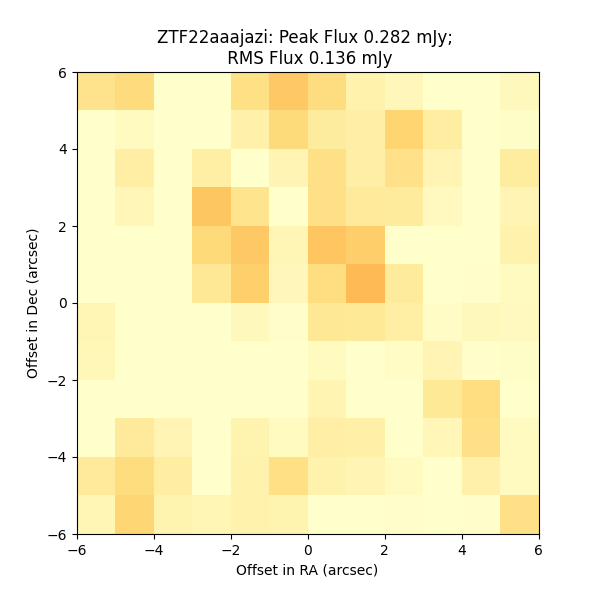 ZTF22aaajazi: Peak Flux 0.282 mJy;
RMS Flux 0.136 mJy
6
4
2
0
−2
−4
−6
Offset in Dec (arcsec)
−6 −4 −2 0 2 4 6
Offset in RA (arcsec)